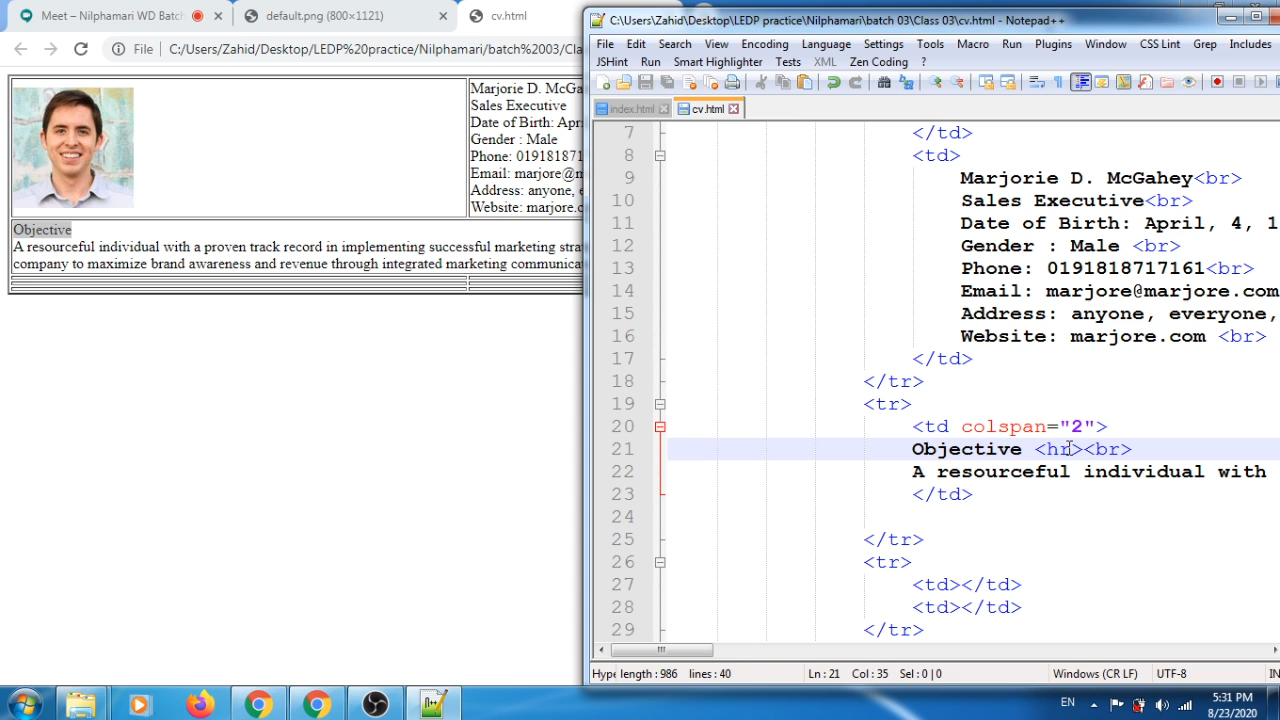 Meet – Nilphamari WD Batch
default.png (800×1121)
cv.html
File C:/Users/Zahid/Desktop/LEDP%20practice/Nilphamari/batch%2003/Cla
Marjorie D. McGa
Sales Executive
Date of Birth: Apri
Gender : Male
Phone: 019181871
Email: marjore@m
Address: anyone, e
Website: marjore.c
Objective
A resourceful individual with a proven track record in implementing successful marketing stra
company to maximize brand awareness and revenue through integrated marketing communica
C:\Users\Zahid\Desktop\LEDP practice\Nilphamari\batch 03\Class 03\cv.html - Notepad++
File Edit Search View Encoding Language Settings Tools Macro Run Plugins Window CSS Lint Grep Includes
JSHint Run Smart Highlighter Tests XML Zen Coding ?
index.html cv.html
7 </td>
8 <td>
9 Marjorie D. McGahey<br>
10 Sales Executive<br>
11 Date of Birth: April, 4, 1
12 Gender : Male <br>
13 Phone: 0191818717161<br>
14 Email: marjore@marjore.com
15 Address: anyone, everyone,
16 Website: marjore.com <br>
17 </td>
18 </tr>
19 <tr>
20 <td colspan="2">
21 Objective <hr><br>
22 A resourceful individual with
23 </td>
24
25 </tr>
26 <tr>
27 <td></td>
28 <td></td>
29 </tr>
Hype length : 986 lines : 40 Ln : 21 Col : 35 Sel : 0 | 0 Windows (CR LF) UTF-8 IN
EN 5:31 PM
8/23/2020